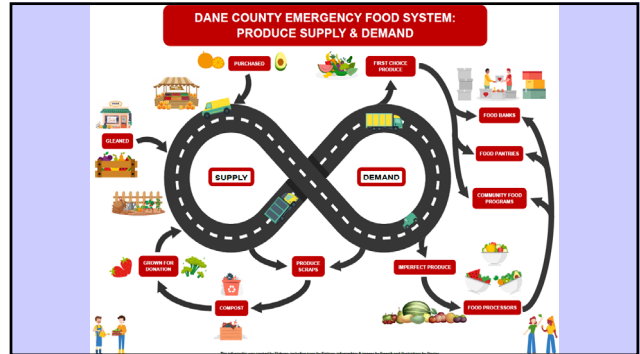 DANE COUNTY EMERGENCY FOOD SYSTEM:
PRODUCE SUPPLY & DEMAND
PURCHASED
FIRST CHOICE
PRODUCE
FOOD BANKS
GLEANED
FOOD PANTRIES
SUPPLY
DEMAND
COMMUNITY FOOD
PROGRAMS
GROWN FOR
DONATION
PRODUCE
SCRAPS
IMPERFECT PRODUCE
COMPOST
FOOD PROCESSORS